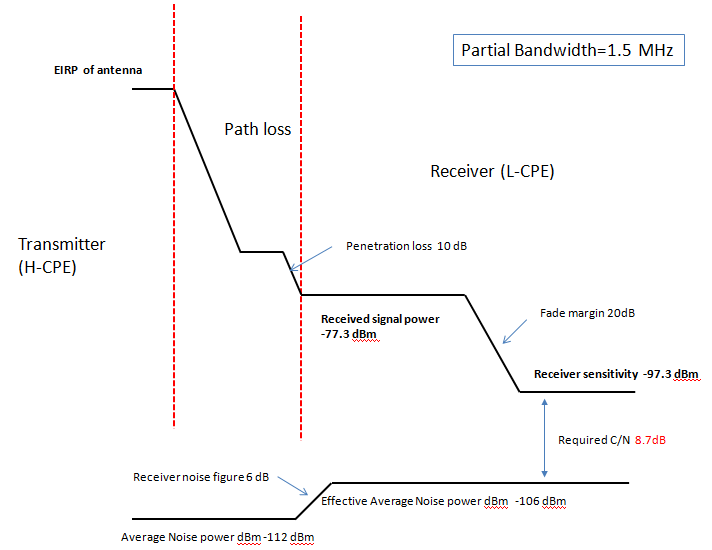 Partial Bandwidth=1.5 MHz
EIRP of antenna
Path loss
Receiver (L-CPE)
Transmitter
(H-CPE)
Penetration loss 10 dB
Received signal power
-77.3 dBm
Fade margin 20dB
Receiver sensitivity -97.3 dBm
Required C/N 8.7dB
Receiver noise figure 6 dB
Effective Average Noise power dBm -106 dBm
Average Noise power dBm -112 dBm